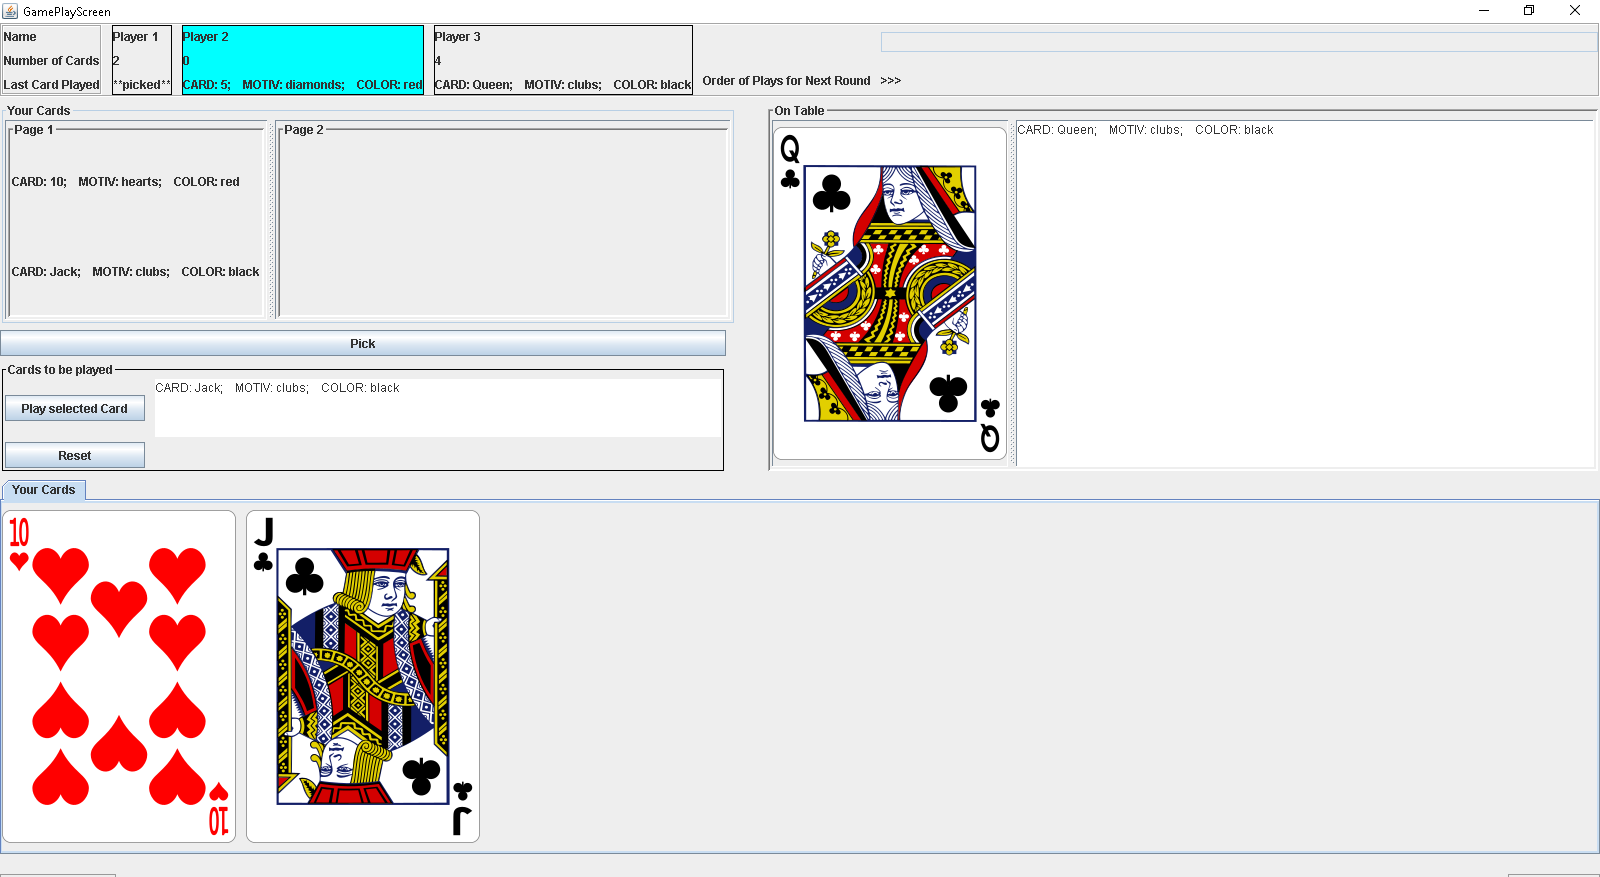 GamePlayScreen
Name
Player 1
Player 2
Player 3
Number of Cards
2
0
4
Last Card Played
**picked**
CARD: 5;    MOTIV: diamonds;    COLOR: red
CARD: Queen;    MOTIV: clubs;    COLOR: black
Order of Plays for Next Round   >>>
Your Cards
Page 1
CARD: 10;    MOTIV: hearts;    COLOR: red
CARD: Jack;    MOTIV: clubs;    COLOR: black
Page 2
On Table
Q
Q
CARD: Queen;    MOTIV: clubs;    COLOR: black
Pick
Cards to be played
Play selected Card
CARD: Jack;    MOTIV: clubs;    COLOR: black
Reset
Your Cards
10
10
J
J